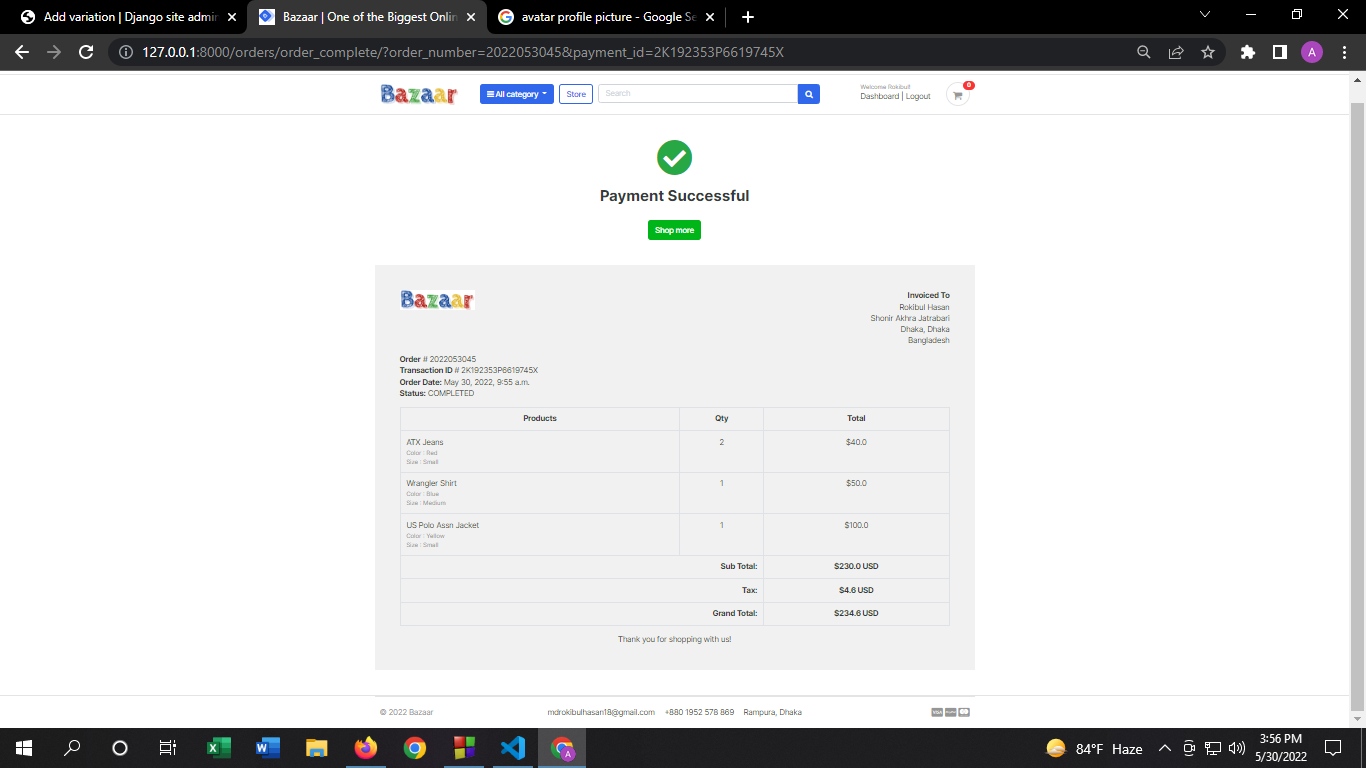 Add variation | Django site admin
Bazaar | One of the Biggest Onlin
avatar profile picture - Google Se
127.0.0.1:8000/orders/order_complete/?order_number=2022053045&payment_id=2K192353P6619745X
A
Bazaar
All category
Store
Search
Welcome Rokibul!
Dashboard | Logout
Payment Successful
Shop more
Bazaar
Invoiced To
Rokibul Hasan
Shonir Akhra Jatrabari
Dhaka, Dhaka
Bangladesh
Order # 2022053045
Transaction ID # 2K192353P6619745X
Order Date: May 30, 2022, 9:55 a.m.
Status: COMPLETED
Products Qty Total
ATX Jeans 2 $40.0
Color : Red
Size : Small
Wrangler Shirt 1 $50.0
Color : Blue
Size : Medium
US Polo Assn Jacket 1 $100.0
Color : Yellow
Size : Small
Sub Total: $230.0 USD
Tax: $4.6 USD
Grand Total: $234.6 USD
Thank you for shopping with us!
© 2022 Bazaar
mdrokibulhasan18@gmail.com +880 1952 578 869 Rampura, Dhaka
VISA
84°F Haze
3:56 PM
5/30/2022